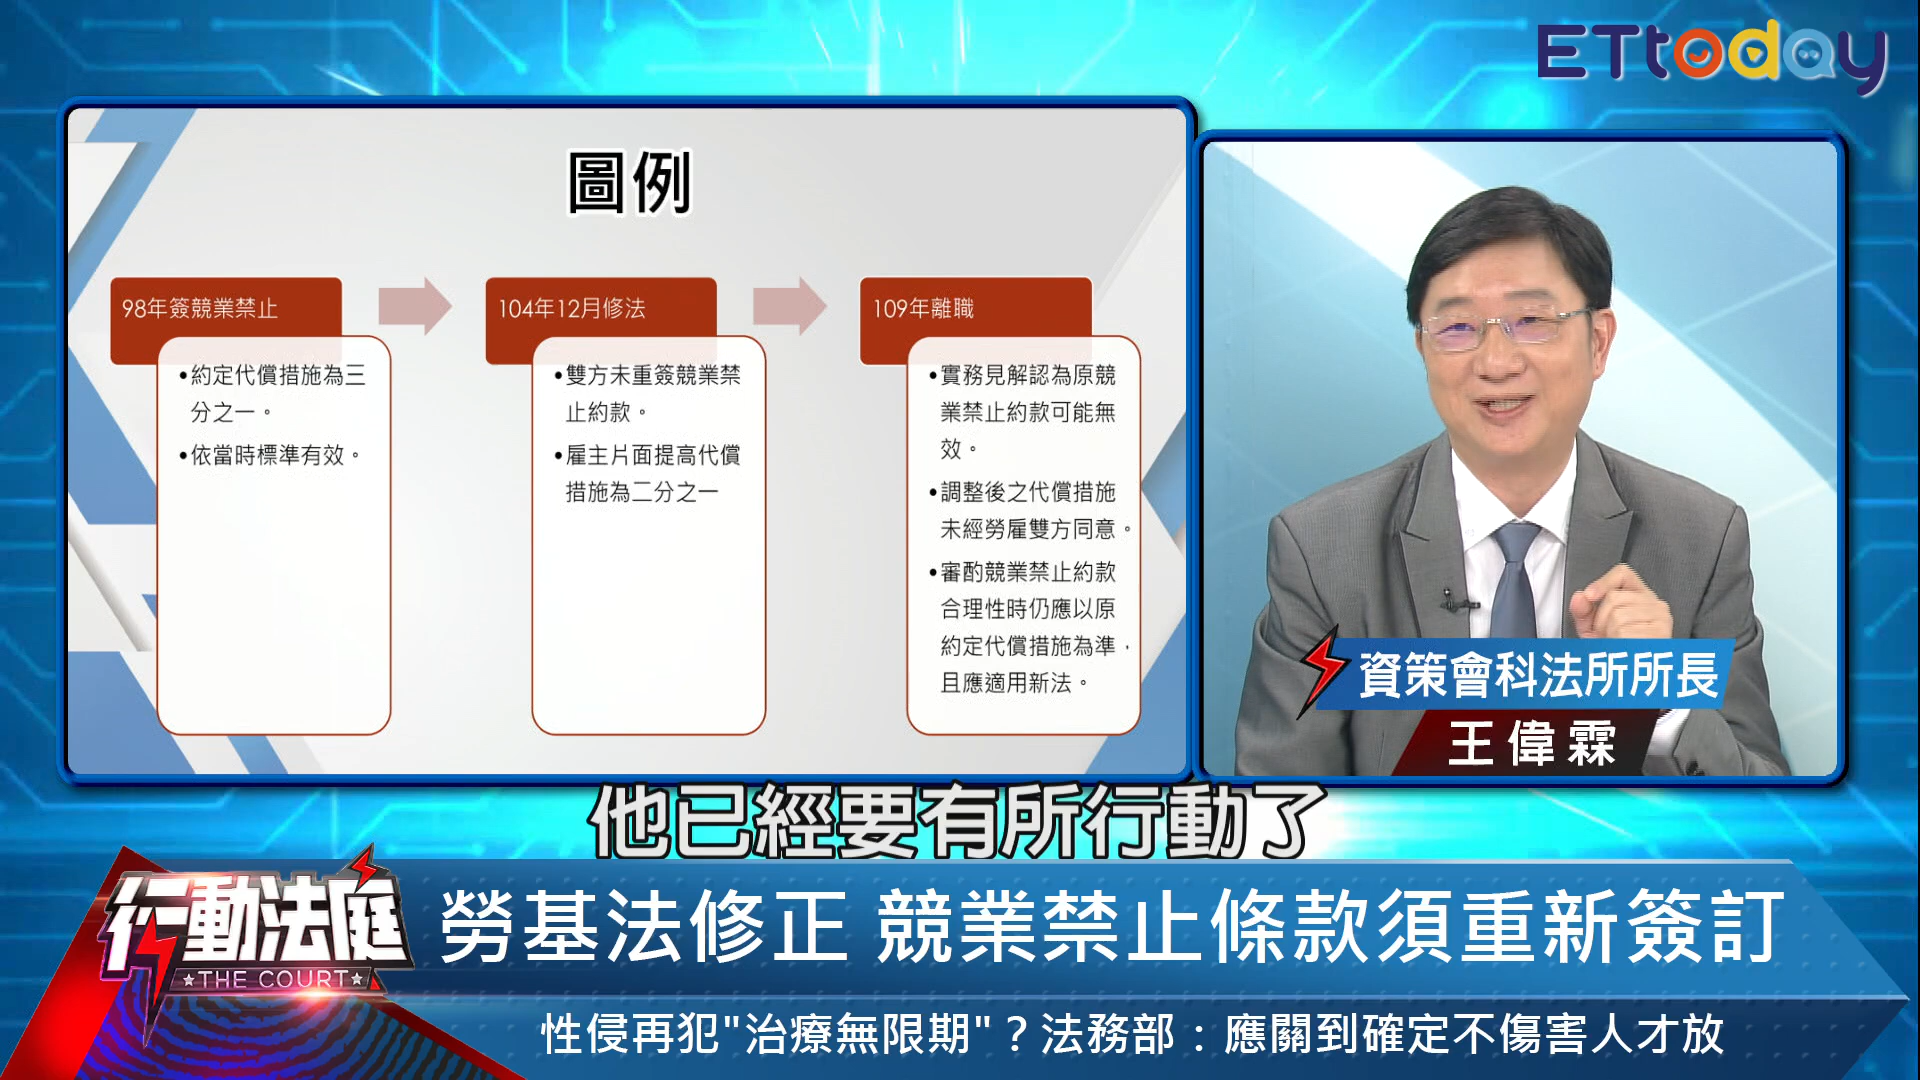 ETtoday
圖例
98年簽競業禁止
•約定代償措施為三
分之一。
•依當時標準有效。
104年12月修法
•雙方未重簽競業禁
止約款。
•雇主片面提高代償
措施為二分之一
109年離職
•實務見解認為原競
業禁止約款可能無
效。
•調整後之代償措施
未經勞雇雙方同意。
•審酌競業禁止約款
合理性時仍應以原
約定代償措施為準，
且應適用新法。
資策會科法所所長
王偉霖
他已經要有所行動了
行動法庭
THE COURT
勞基法修正 競業禁止條款須重新簽訂
性侵再犯"治療無限期"？法務部：應關到確定不傷害人才放